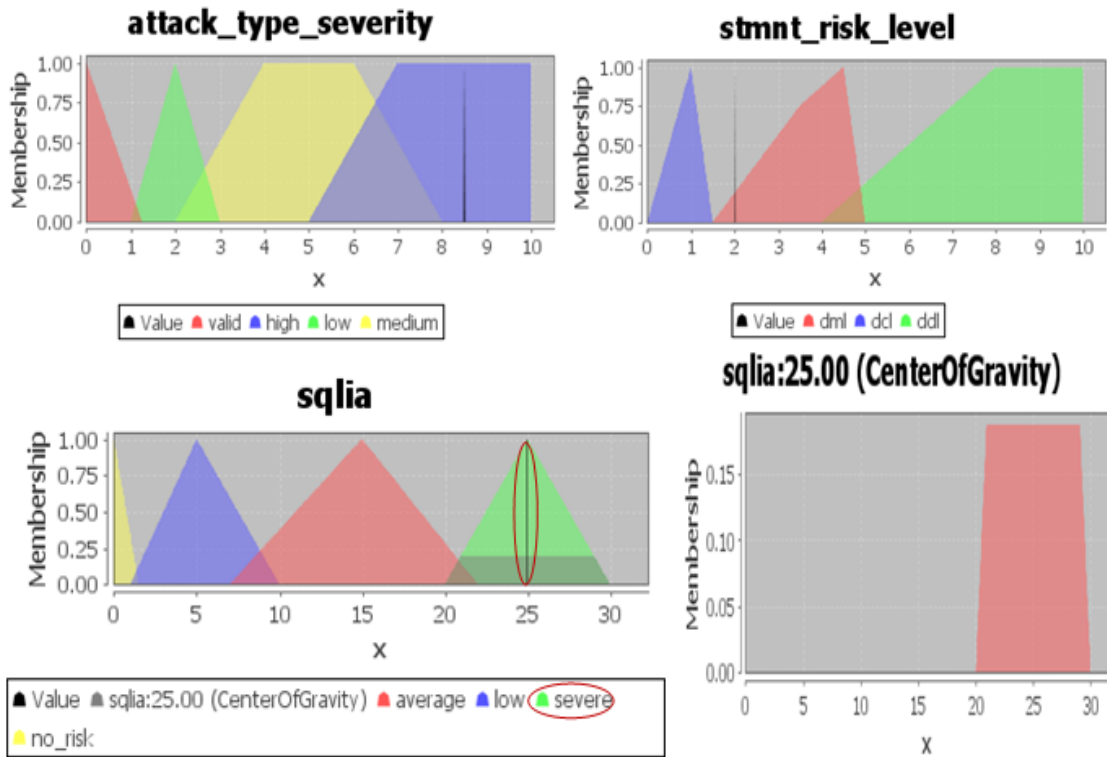 attack_type_severity
1.00
0.75
0.50
0.25
0.00
Membership
0 1 2 3 4 5 6 7 8 9 10
X
Value valid high low medium
stmnt_risk_level
1.00
0.75
0.50
0.25
0.00
Membership
0 1 2 3 4 5 6 7 8 9 10
X
Value dml dcl ddl
sqlia
1.00
0.75
0.50
0.25
0.00
Membership
0 5 10 15 20 25 30
X
Value sqlia:25.00 (CenterOfGravity) average low severe
no_risk
sqlia:25.00 (CenterOfGravity)
0.15
0.10
0.05
0.00
Membership
0 5 10 15 20 25 30
X